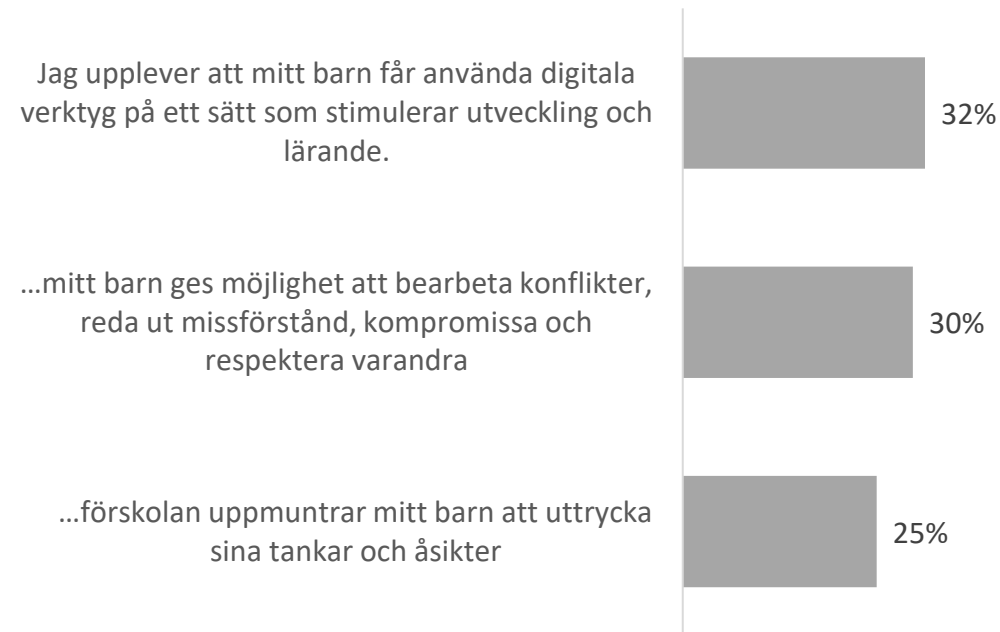 Jag upplever att mitt barn får använda digitala
verktyg på ett sätt som stimulerar utveckling och
lärande.
32%
…mitt barn ges möjlighet att bearbeta konflikter,
reda ut missförstånd, kompromissa och
respektera varandra
30%
…förskolan uppmuntrar mitt barn att uttrycka
sina tankar och åsikter
25%